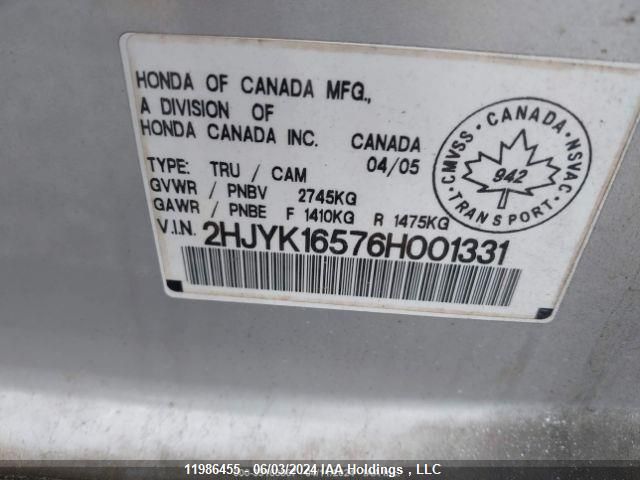 HONDA OF CANADA MFG.,
A DIVISION OF
HONDA CANADA INC. CANADA
04/05
TYPE: TRU / CAM
GVWR / PNBV 2745KG
GAWR / PNBE F 1410KG R 1475KG
V.I.N. 2HJYK16576H001331
CMVSS · CANADA · NSVAC
942
· TRANSPORT ·
11986455 - 06/03/2024 IAA Holdings , LLC